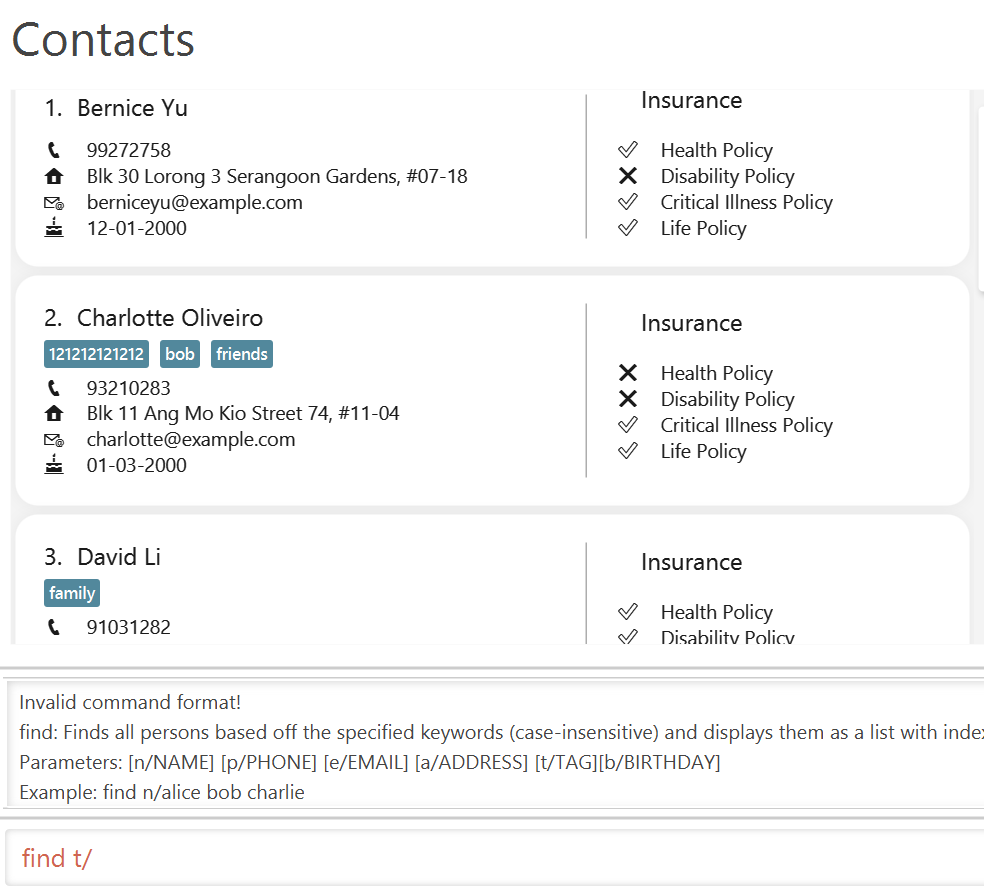 Contacts
1. Bernice Yu
99272758
Blk 30 Lorong 3 Serangoon Gardens, #07-18
berniceyu@example.com
12-01-2000
Insurance
Health Policy
Disability Policy
Critical Illness Policy
Life Policy
2. Charlotte Oliveiro
121212121212 bob friends
93210283
Blk 11 Ang Mo Kio Street 74, #11-04
charlotte@example.com
01-03-2000
Insurance
Health Policy
Disability Policy
Critical Illness Policy
Life Policy
3. David Li
family
91031282
Insurance
Health Policy
Disability Policy
Invalid command format!
find: Finds all persons based off the specified keywords (case-insensitive) and displays them as a list with
Parameters: [n/NAME] [p/PHONE] [e/EMAIL] [a/ADDRESS] [t/TAG][b/BIRTHDAY]
Example: find n/alice bob charlie
find t/